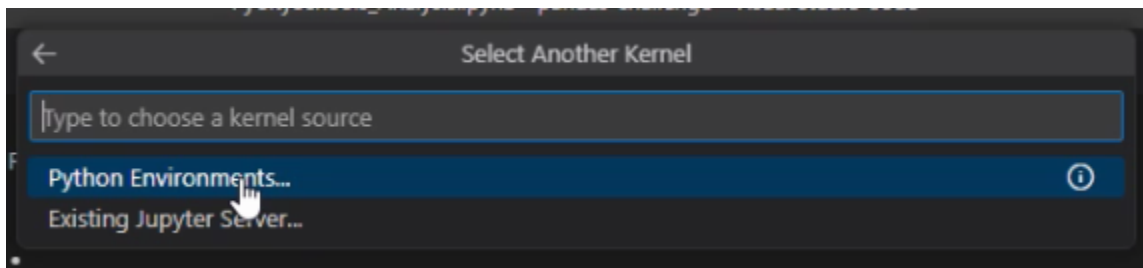 Select Another Kernel
Type to choose a kernel source
Python Environments...
Existing Jupyter Server...